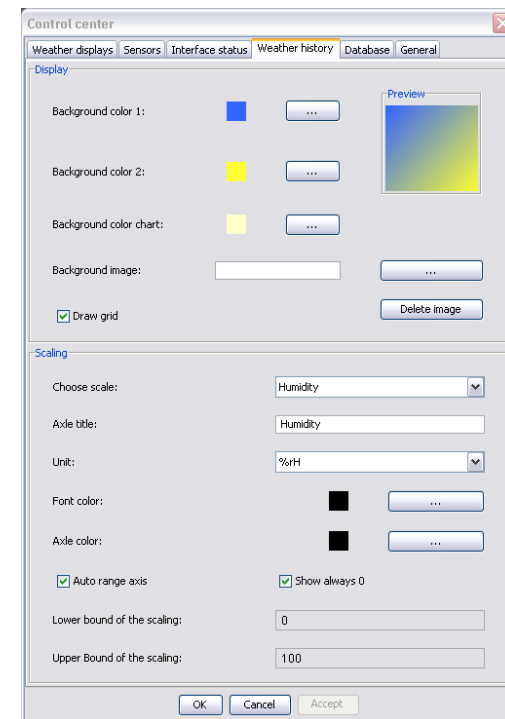 Control center
Weather displays Sensors Interface status Weather history Database General
Display
Preview
Background color 1: ...
Background color 2: ...
Background color chart: ...
Background image: ...
Draw grid Delete image
Scaling
Choose scale: Humidity
Axle title: Humidity
Unit: %rH
Font color: ...
Axle color: ...
Auto range axis Show always 0
Lower bound of the scaling: 0
Upper Bound of the scaling: 100
OK Cancel Accept